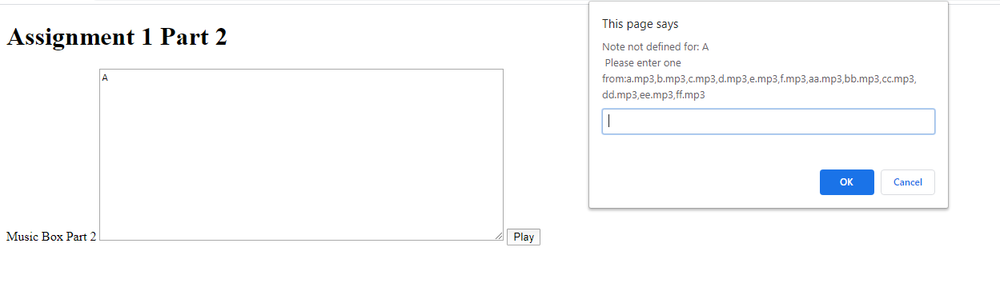 Assignment 1 Part 2
A
Music Box Part 2
Play
This page says
Note not defined for: A
Please enter one
from:a.mp3,b.mp3,c.mp3,d.mp3,e.mp3,f.mp3,aa.mp3,bb.mp3,cc.mp3,
dd.mp3,ee.mp3,ff.mp3
OK
Cancel